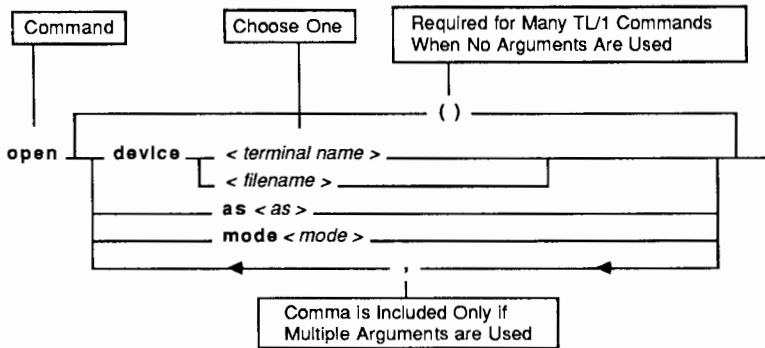 Command
Choose One
Required for Many TL/1 Commands
When No Arguments Are Used
( )
open device < terminal name >
< filename >
as < as >
mode < mode >
,
Comma is Included Only if
Multiple Arguments are Used